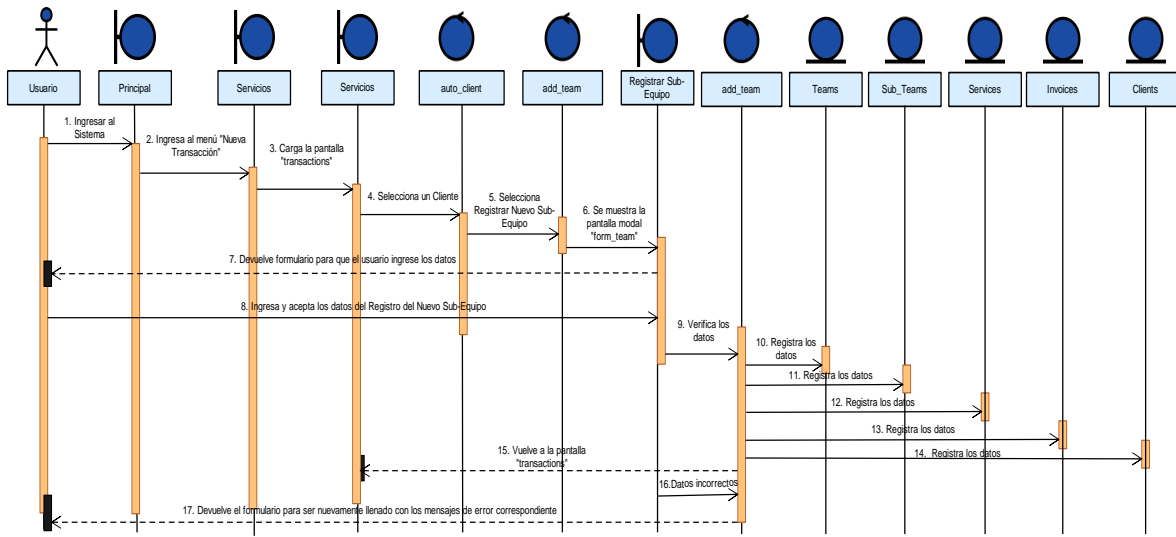 Usuario
Principal
Servicios
Servicios
auto_client
add_team
Registrar Sub-
Equipo
add_team
Teams
Sub_Teams
Services
Invoices
Clients
1. Ingresar al
Sistema
2. Ingresa al menú "Nueva
Transacción"
3. Carga la pantalla
"transactions"
4. Selecciona un Cliente
5. Selecciona
Registrar Nuevo Sub-
Equipo
6. Se muestra la
pantalla modal
"form_team"
7. Devuelve formulario para que el usuario ingrese los datos
8. Ingresa y acepta los datos del Registro del Nuevo Sub-Equipo
9. Verifica los
datos
10. Registra los
datos
11. Registra los datos
12. Registra los datos
13. Registra los datos
14. Registra los datos
15. Vuelve a la pantalla
"transactions"
16.Datos incorrectos
17. Devuelve el formulario para ser nuevamente llenado con los mensajes de error correspondiente